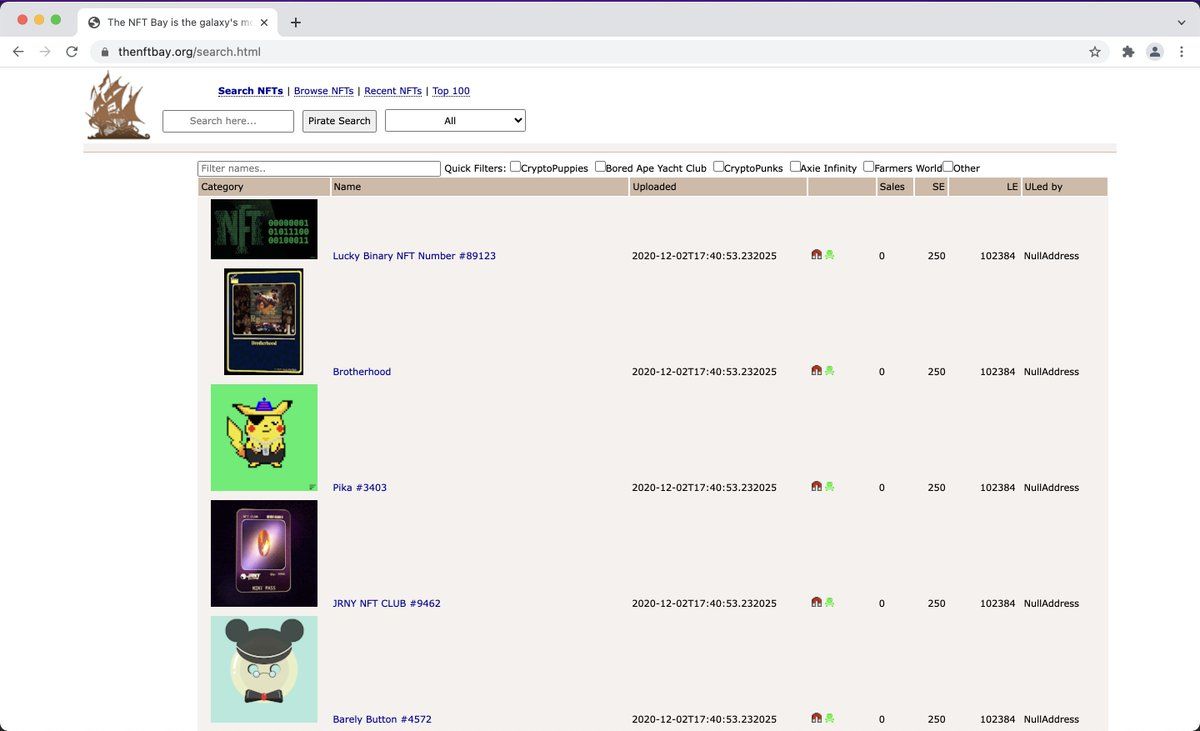 The NFT Bay is the galaxy's mo
thenftbay.org/search.html
Search NFTs | Browse NFTs | Recent NFTs | Top 100
Search here... Pirate Search All
Filter names.. Quick Filters: CryptoPuppies Bored Ape Yacht Club CryptoPunks Axie Infinity Farmers World Other
Category Name Uploaded Sales SE LE ULed by
NFT 00000001
01011100
00100011
Lucky Binary NFT Number #89123 2020-12-02T17:40:53.232025 0 250 102384 NullAddress
Brotherhood
Brotherhood 2020-12-02T17:40:53.232025 0 250 102384 NullAddress
Pika #3403 2020-12-02T17:40:53.232025 0 250 102384 NullAddress
NFT CLUB
JRNY
MINI PASS
JRNY NFT CLUB #9462 2020-12-02T17:40:53.232025 0 250 102384 NullAddress
Barely Button #4572 2020-12-02T17:40:53.232025 0 250 102384 NullAddress